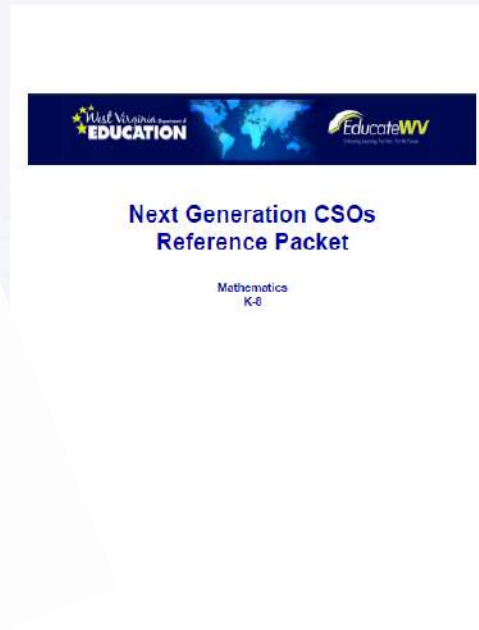 West Virginia Department of
EDUCATION
EducateWV
Next Generation CSOs
Reference Packet
Mathematics
K-8